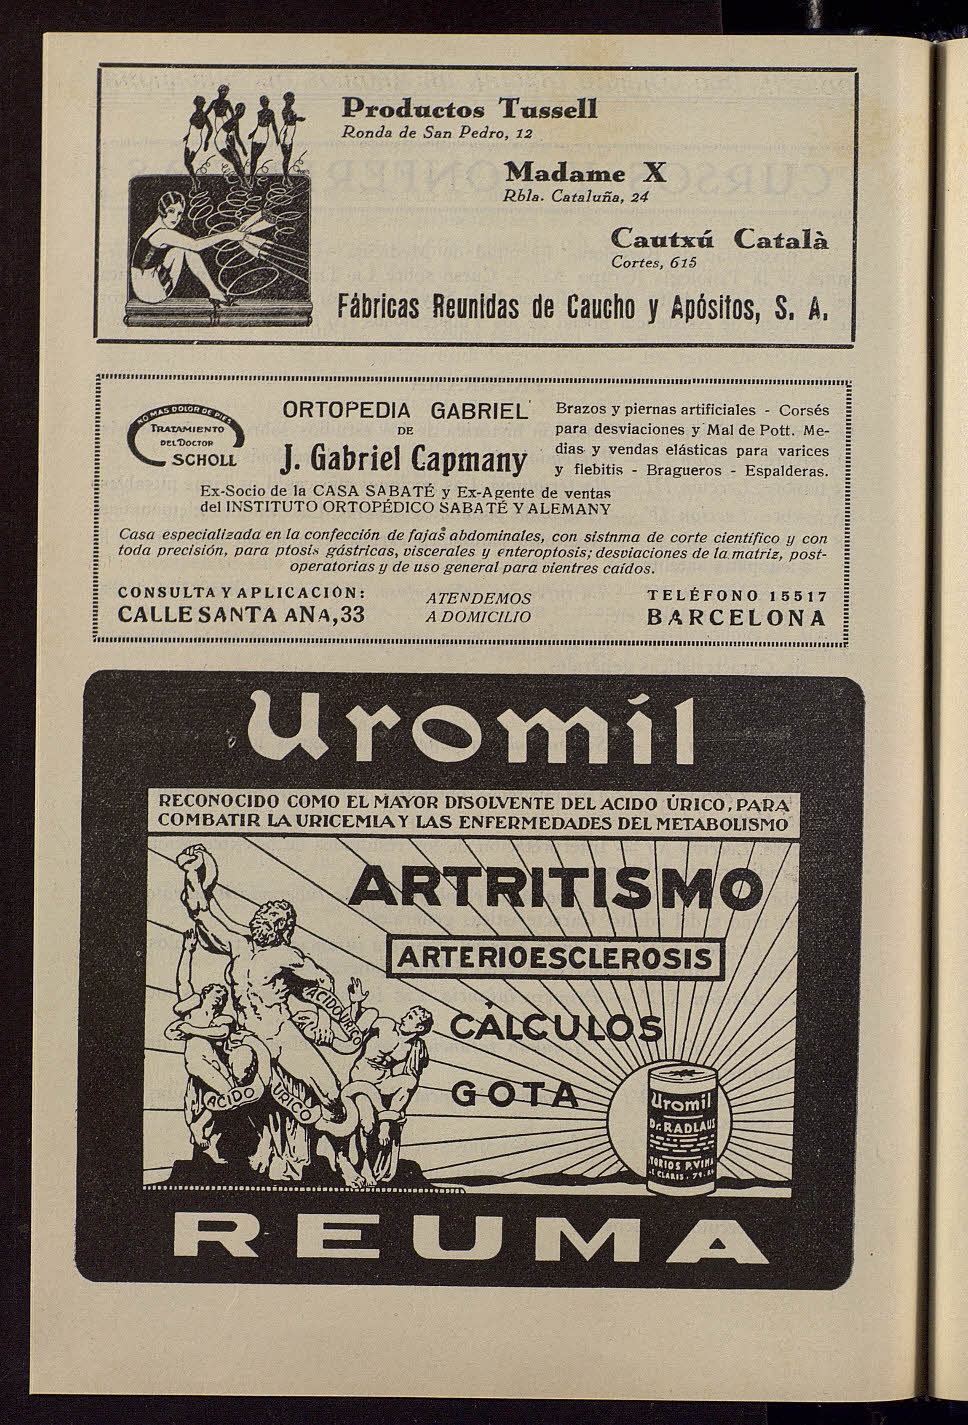 Productos Tussell
Ronda de San Pedro, 12
Madame X
Rbla. Cataluña, 24
Cautxú Català
Cortes, 615
Fábricas Reunidas de Caucho y Apósitos, S. A.
NO MAS DOLOR DE PIES
TRATAMIENTO
DEL DOCTOR
SCHOLL
ORTOPEDIA GABRIEL
DE
J. Gabriel Capmany
Brazos y piernas artificiales - Corsés
para desviaciones y Mal de Pott. Me-
dias y vendas elásticas para varices
y flebitis - Bragueros - Espalderas.
Ex-Socio de la CASA SABATÉ y Ex-Agente de ventas
del INSTITUTO ORTOPÉDICO SABATÉ Y ALEMANY
Casa especializada en la confección de fajas abdominales, con sistnma de corte científico y con
toda precisión, para ptosis gástricas, viscerales y enteroptosis; desviaciones de la matriz, post-
operatorias y de uso general para vientres caídos.
CONSULTA Y APLICACIÓN:
CALLE SANTA ANA, 33
ATENDEMOS
A DOMICILIO
TELÉFONO 15517
BARCELONA
Uromil
RECONOCIDO COMO EL MAYOR DISOLVENTE DEL ACIDO ÚRICO, PARA
COMBATIR LA URICEMIA Y LAS ENFERMEDADES DEL METABOLISMO
ARTRITISMO
ARTERIOESCLEROSIS
CÁLCULOS
GOTA
ACIDO URICO
ACIDO URICO
Uromil
Dr. RADLAUE
TORIOS P. VIÑA
CLARIS, 71
REUMA